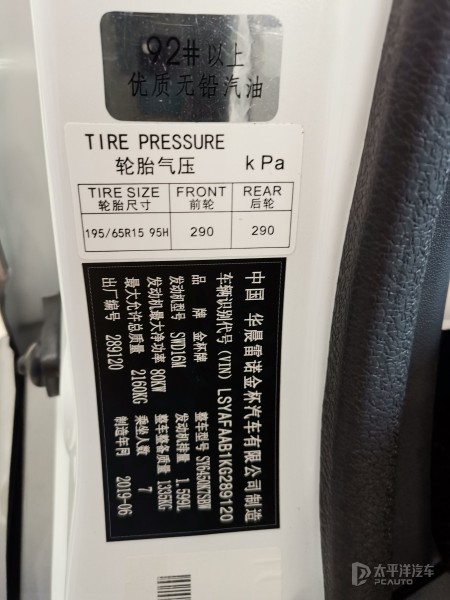 92#以上
优质无铅汽油
TIRE PRESSURE
轮胎气压 kPa
TIRE SIZE 轮胎尺寸 FRONT 前轮 REAR 后轮
195/65R15 95H 290 290
中国 华晨雷诺金杯汽车有限公司制造
车辆识别代号(VIN) LSYAFAAB1KG289120
品 牌 金杯牌 整车型号
发动机型号 SWD16M 发动机排量 1.599L
发动机最大净功率 80KW 整车整备质量 1335KG
最大允许总质量 2160KG 乘坐人数 7
出厂编号 289120 制造年月 2019-06
太平洋汽车
PCAUTO